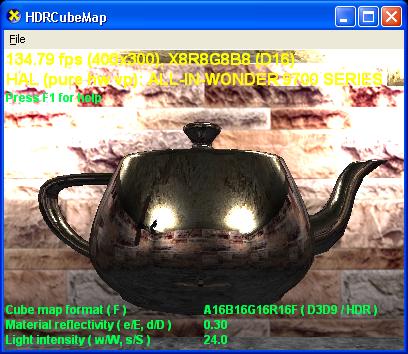 HDRCubeMap
File
134.79 fps (400x300), X8R8G8B8 (D16)
HAL (pure hw vp): ALL-IN-WONDER 9700 SERIES
Press F1 for help
Cube map format ( F ) A16B16G16R16F ( D3D9 / HDR )
Material reflectivity ( e/E, d/D ) 0.30
Light intensity ( w/W, s/S ) 24.0